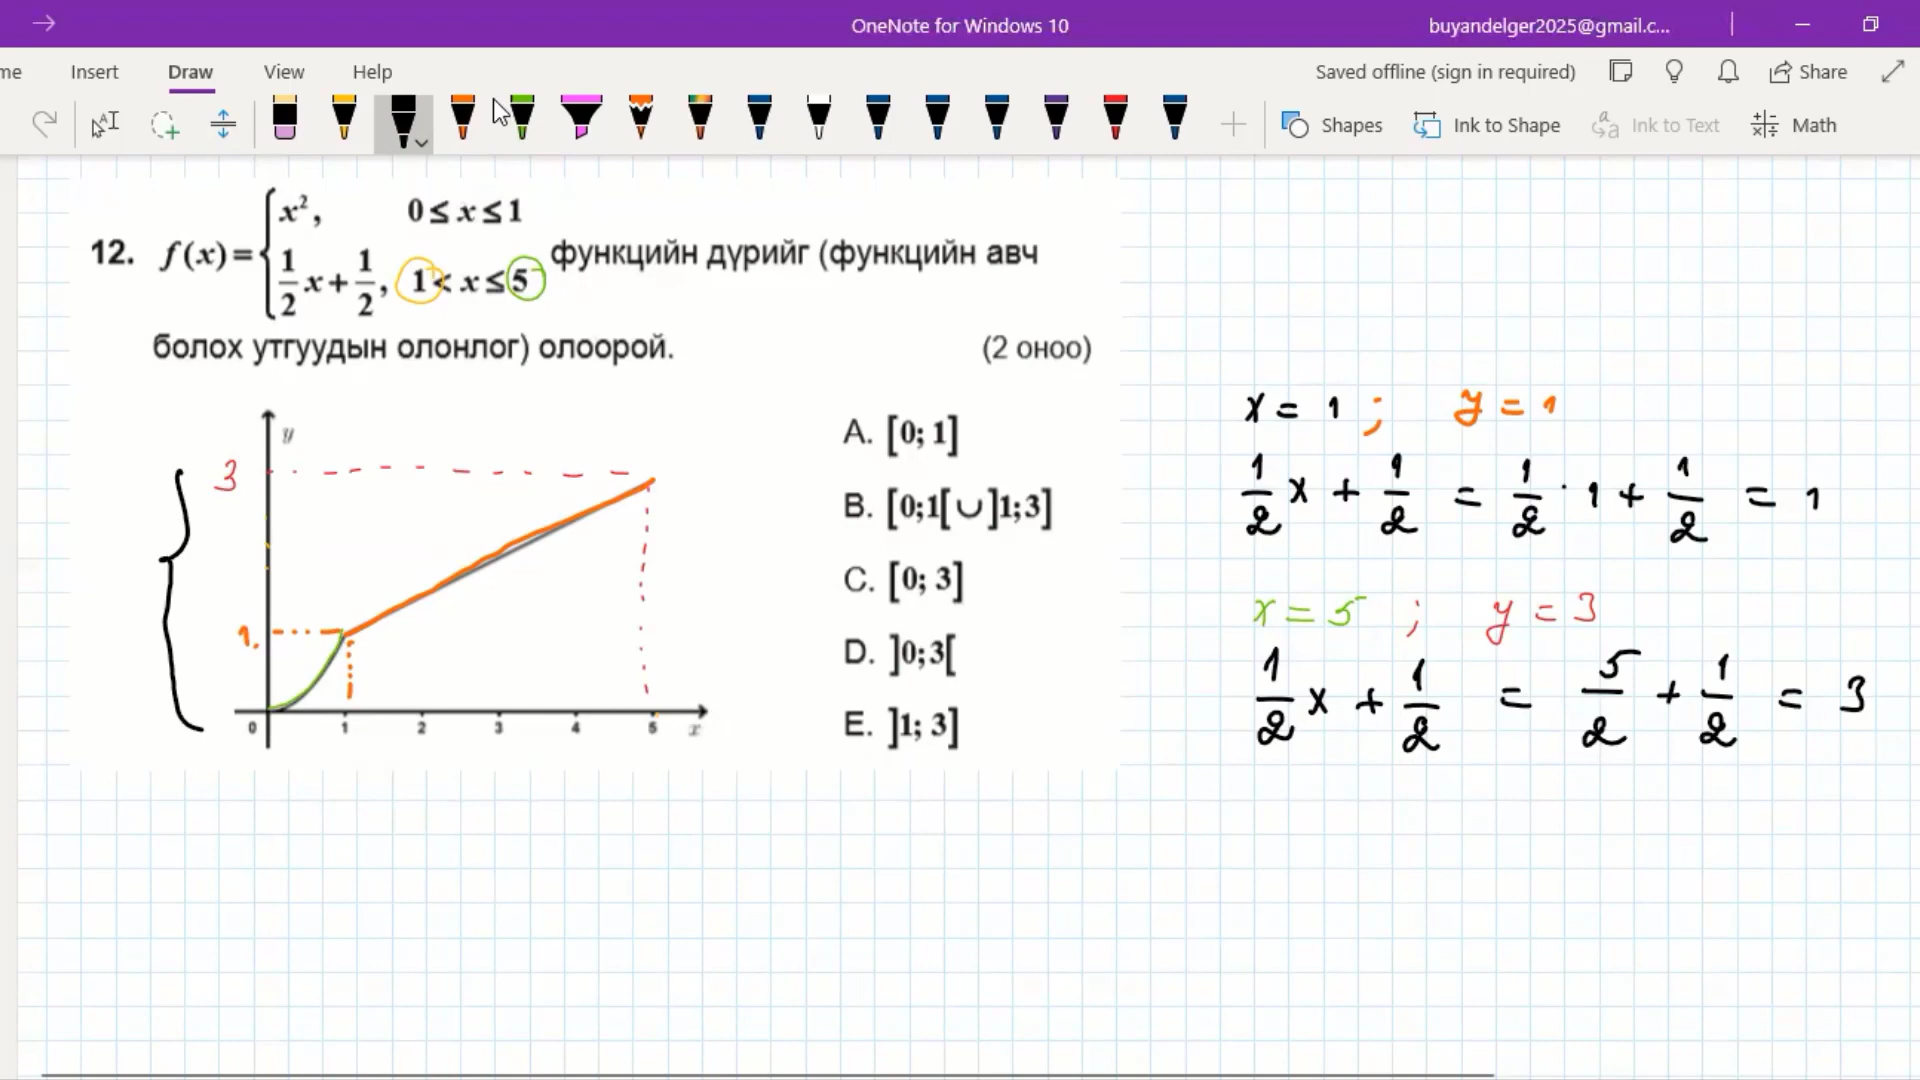 OneNote for Windows 10
buyandelger2025@gmail.c...
me Insert Draw View Help
Saved offline (sign in required) Share
Shapes Ink to Shape Ink to Text Math
12. f(x) = { x², 0 ≤ x ≤ 1
1/2 x + 1/2, 1 < x ≤ 5 функцийн дүрийг (функцийн авч
болох утгуудын олонлог) олоорой. (2 оноо)
y
3
1.
0 1 2 3 4 5 x
A. [0; 1]
B. [0;1[ ∪ ]1;3]
C. [0; 3]
D. ]0;3[
E. ]1; 3]
x = 1 ; y = 1
1/2 x + 1/2 = 1/2 · 1 + 1/2 = 1
x = 5 ; y = 3
1/2 x + 1/2 = 5/2 + 1/2 = 3